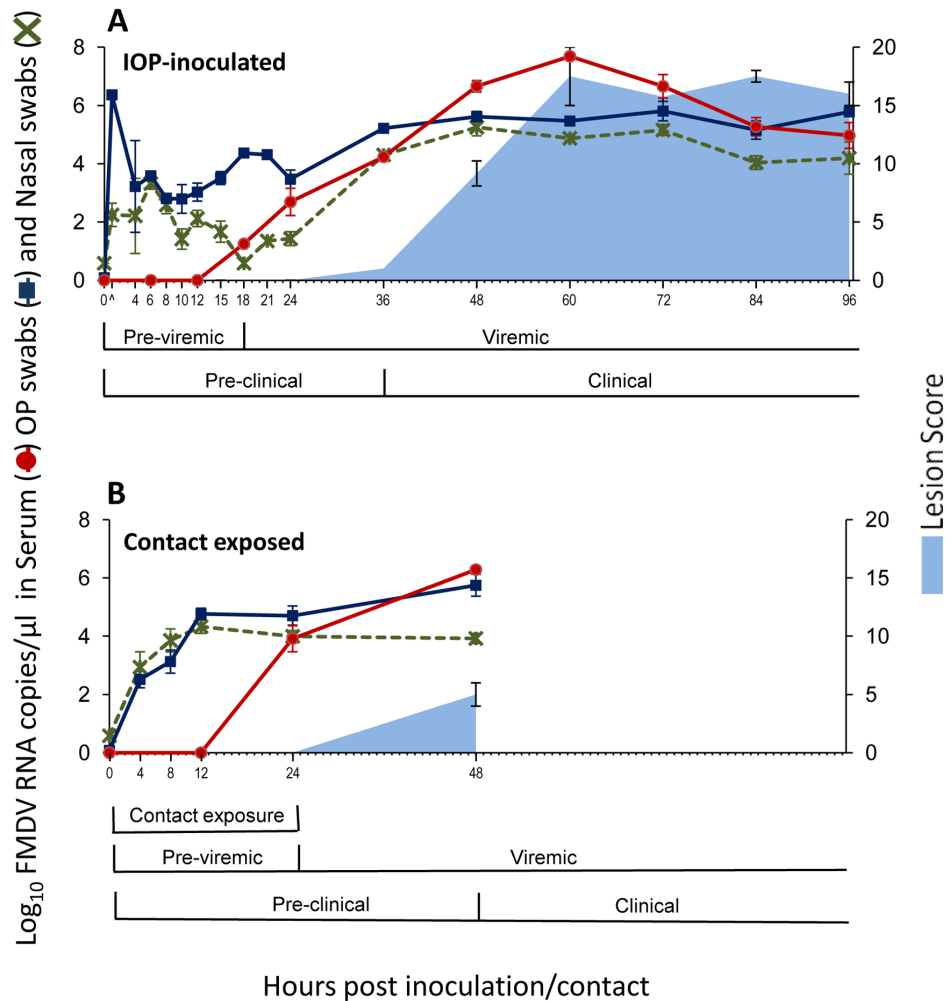 Log10 FMDV RNA copies/µl in Serum (●) OP swabs (■) and Nasal swabs (✕)
A
IOP-inoculated
8
6
4
2
0
20
15
10
5
0
0 ^ 4 6 8 10 12 15 18 21 24 36 48 60 72 84 96
Pre-viremic Viremic
Pre-clinical Clinical
B
Contact exposed
8
6
4
2
0
20
15
10
5
0
0 4 8 12 24 48
Contact exposure
Pre-viremic Viremic
Pre-clinical Clinical
Lesion Score
Hours post inoculation/contact